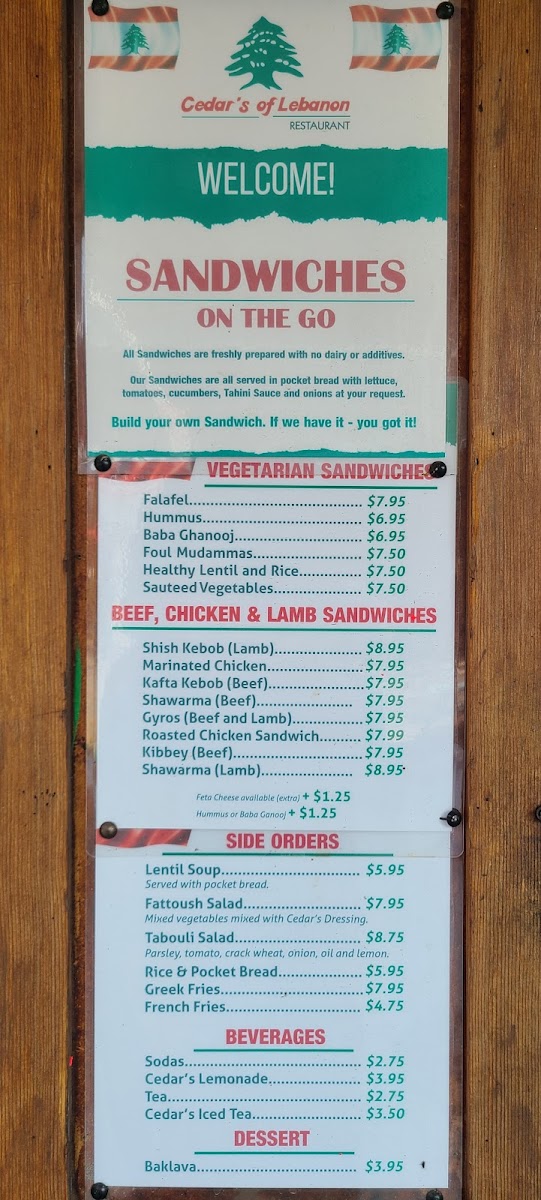 Cedar's of Lebanon
RESTAURANT
WELCOME!
SANDWICHES
ON THE GO
All Sandwiches are freshly prepared with no dairy or additives.
Our Sandwiches are all served in pocket bread with lettuce,
tomatoes, cucumbers, Tahini Sauce and onions at your request.
Build your own Sandwich. If we have it - you got it!
VEGETARIAN SANDWICHES
Falafel........................................ $7.95
Hummus..................................... $6.95
Baba Ghanooj............................. $6.95
Foul Mudammas......................... $7.50
Healthy Lentil and Rice.............. $7.50
Sauteed Vegetables.................... $7.50
BEEF, CHICKEN & LAMB SANDWICHES
Shish Kebob (Lamb).................... $8.95
Marinated Chicken...................... $7.95
Kafta Kebob (Beef)...................... $7.95
Shawarma (Beef)...................... $7.95
Gyros (Beef and Lamb)................ $7.95
Roasted Chicken Sandwich......... $7.99
Kibbey (Beef).............................. $7.95
Shawarma (Lamb)..................... $8.95
Feta Cheese available (extra) + $1.25
Hummus or Baba Ganooj + $1.25
SIDE ORDERS
Lentil Soup................................ $5.95
Served with pocket bread.
Fattoush Salad........................... $7.95
Mixed vegetables mixed with Cedar's Dressing.
Tabouli Salad............................. $8.75
Parsley, tomato, crack wheat, onion, oil and lemon.
Rice & Pocket Bread................... $5.95
Greek Fries................................ $7.95
French Fries............................... $4.75
BEVERAGES
Sodas........................................ $2.75
Cedar's Lemonade..................... $3.95
Tea............................................ $2.75
Cedar's Iced Tea......................... $3.50
DESSERT
Baklava..................................... $3.95